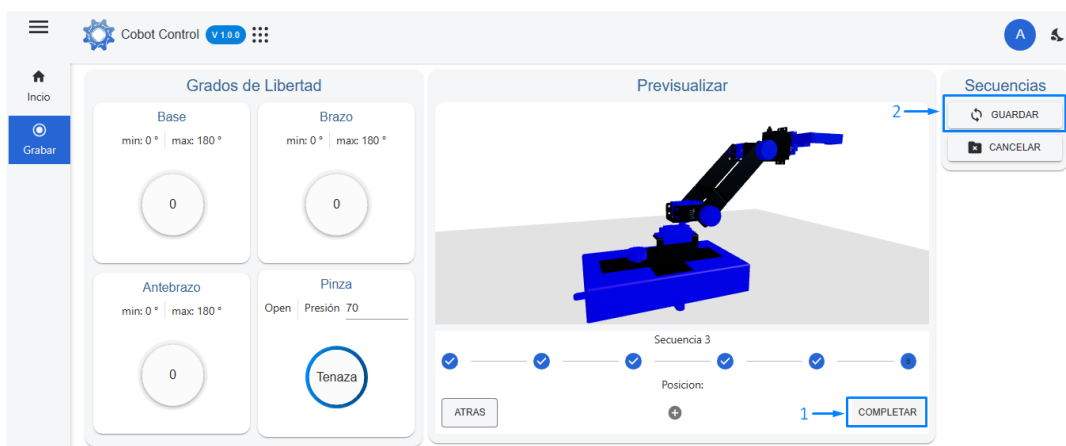 Cobot Control V 1.0.0
A
Incio
Grabar
Grados de Libertad
Base
min: 0 ° max: 180 °
0
Brazo
min: 0 ° max: 180 °
0
Antebrazo
min: 0 ° max: 180 °
0
Pinza
Open Presión 70
Tenaza
Previsualizar
Secuencia 3
6
Posicion:
ATRAS
1
COMPLETAR
Secuencias
2
GUARDAR
CANCELAR